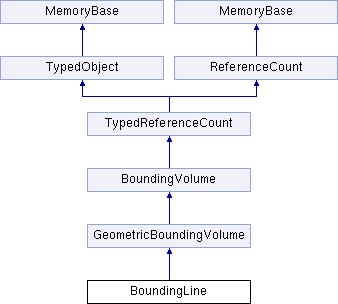 MemoryBase MemoryBase
TypedObject ReferenceCount
TypedReferenceCount
BoundingVolume
GeometricBoundingVolume
BoundingLine